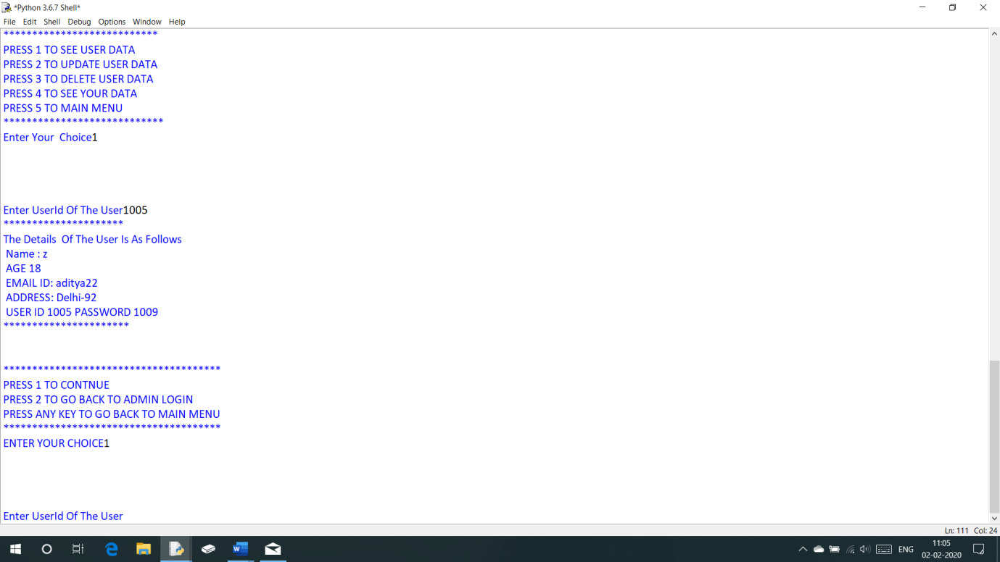 *Python 3.6.7 Shell*
File Edit Shell Debug Options Window Help
***************************
PRESS 1 TO SEE USER DATA
PRESS 2 TO UPDATE USER DATA
PRESS 3 TO DELETE USER DATA
PRESS 4 TO SEE YOUR DATA
PRESS 5 TO MAIN MENU
****************************
Enter Your  Choice1
Enter UserId Of The User1005
*********************
The Details  Of The User Is As Follows
Name : z
AGE 18
EMAIL ID: aditya22
ADDRESS: Delhi-92
USER ID 1005 PASSWORD 1009
**********************
**************************************
PRESS 1 TO CONTNUE
PRESS 2 TO GO BACK TO ADMIN LOGIN
PRESS ANY KEY TO GO BACK TO MAIN MENU
**************************************
ENTER YOUR CHOICE1
Enter UserId Of The User
Ln: 111 Col: 24
ENG
11:05
02-02-2020